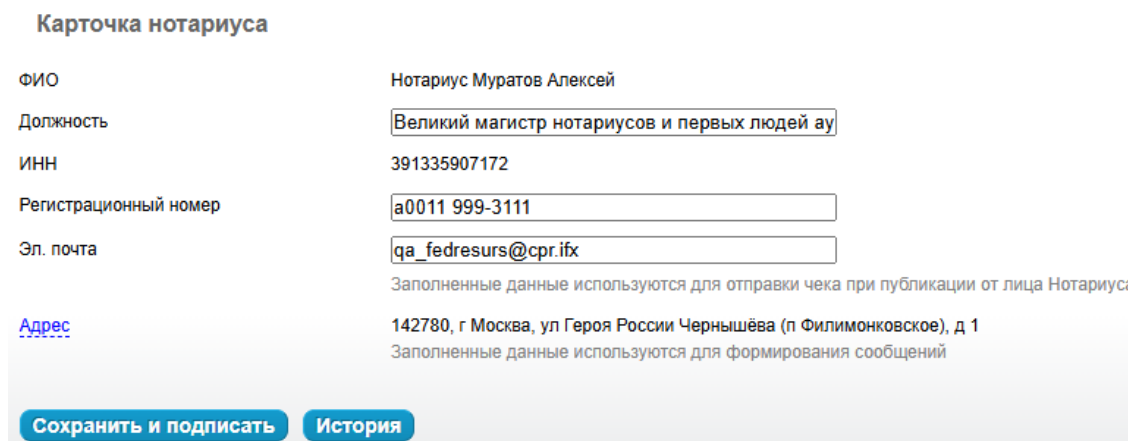 Карточка нотариуса
ФИО Нотариус Муратов Алексей
Должность Великий магистр нотариусов и первых людей ау
ИНН 391335907172
Регистрационный номер а0011 999-3111
Эл. почта qa_fedresurs@cpr.ifx
Заполненные данные используются для отправки чека при публикации от лица Нотариуса
Адрес 142780, г Москва, ул Героя России Чернышёва (п Филимонковское), д 1
Заполненные данные используются для формирования сообщений
Сохранить и подписать История